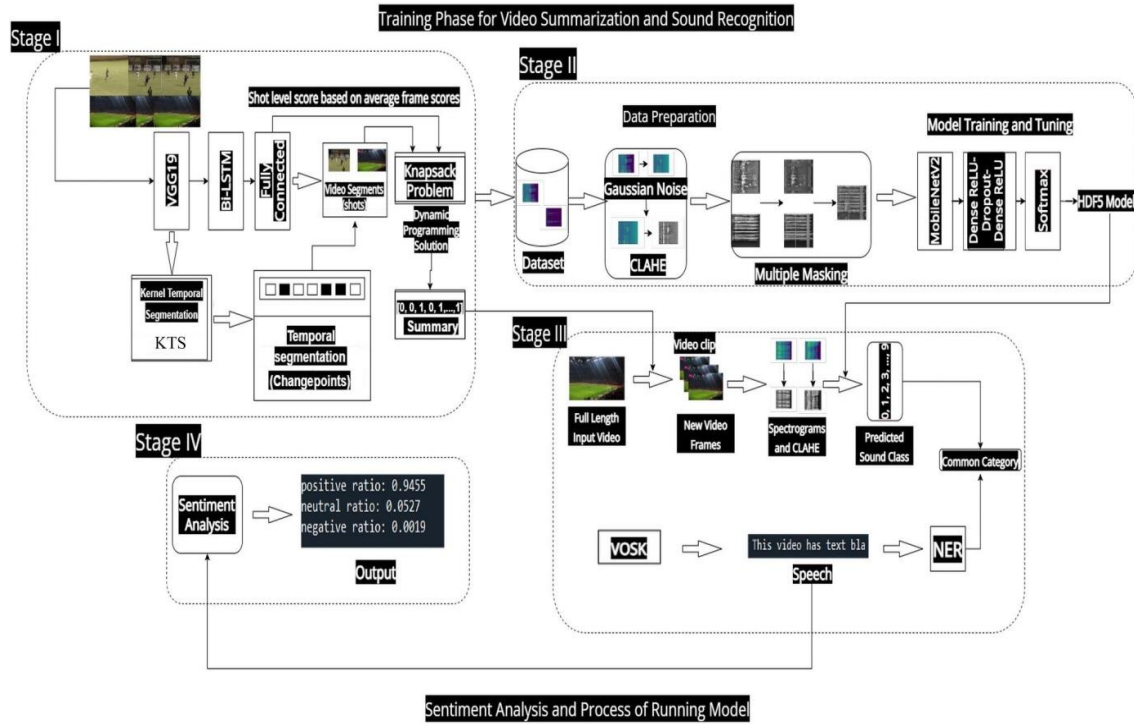 Training Phase for Video Summarization and Sound Recognition
Stage I
Shot level score based on average frame scores
VGG19
BI-LSTM
Fully
Connected
Video Segments
(shots)
Knapsack
Problem
Dynamic
Programming
Solution
[0, 0, 1, 0, 1,..., 1]
Summary
Kernel Temporal
Segmentation
KTS
Temporal
segmentation
(Changepoints)
Stage II
Data Preparation
Dataset
Gaussian Noise
CLAHE
Multiple Masking
Model Training and Tuning
MobileNetV2
Dense ReLU-
Dropout-
Dense ReLU
Softmax
HDF5 Model
Stage III
Full Length
Input Video
Video clip
New Video
Frames
Spectrograms
and CLAHE
0, 1, 2, 3, ..., 9
Predicted
Sound Class
Common Category
VOSK
This video has text bla
Speech
NER
Stage IV
Sentiment
Analysis
positive ratio: 0.9455
neutral ratio: 0.0527
negative ratio: 0.0019
Output
Sentiment Analysis and Process of Running Model